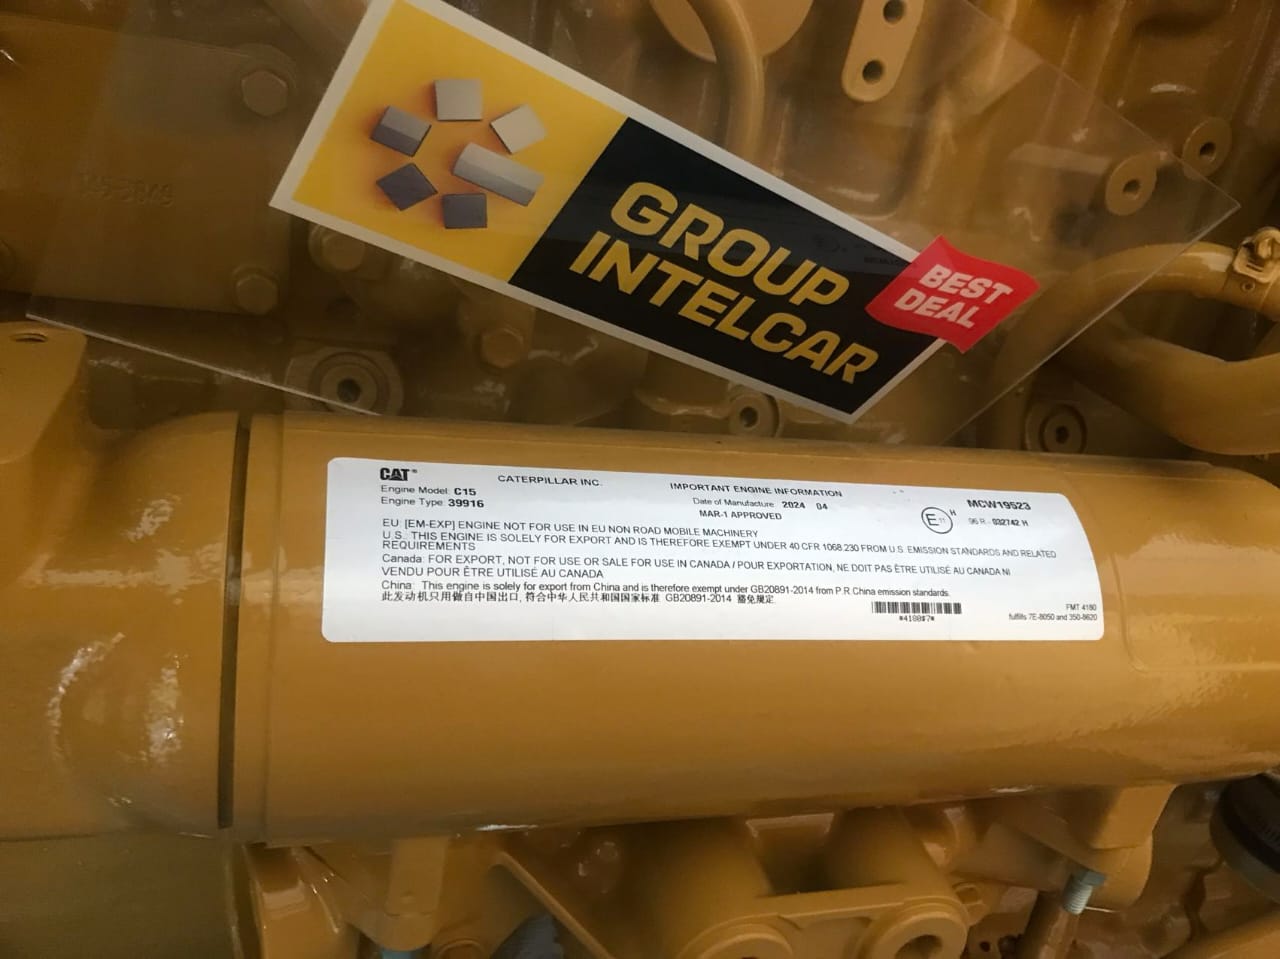 GROUP
INTELCAR
BEST
DEAL
CAT
CATERPILLAR INC.
IMPORTANT ENGINE INFORMATION
Engine Model: C15
Engine Type: 39916
Date of Manufacture: 2024 04
MAR-1 APPROVED
E 11 H
MCW19523
96 R - 032742 H
EU: [EM-EXP] ENGINE NOT FOR USE IN EU NON ROAD MOBILE MACHINERY
U.S.: THIS ENGINE IS SOLELY FOR EXPORT AND IS THEREFORE EXEMPT UNDER 40 CFR 1068.230 FROM U.S. EMISSION STANDARDS AND RELATED
REQUIREMENTS
Canada: FOR EXPORT, NOT FOR USE OR SALE FOR USE IN CANADA / POUR EXPORTATION, NE DOIT PAS ÊTRE UTILISÉ AU CANADA NI
VENDU POUR ÊTRE UTILISÉ AU CANADA
China: This engine is solely for export from China and is therefore exempt under GB20891-2014 from P.R.China emission standards.
此发动机只用做自中国出口, 符合中华人民共和国国家标准 GB20891-2014 豁免规定.
*4180#7*
FMT 4180
fulfills 7E-8050 and 350-8620